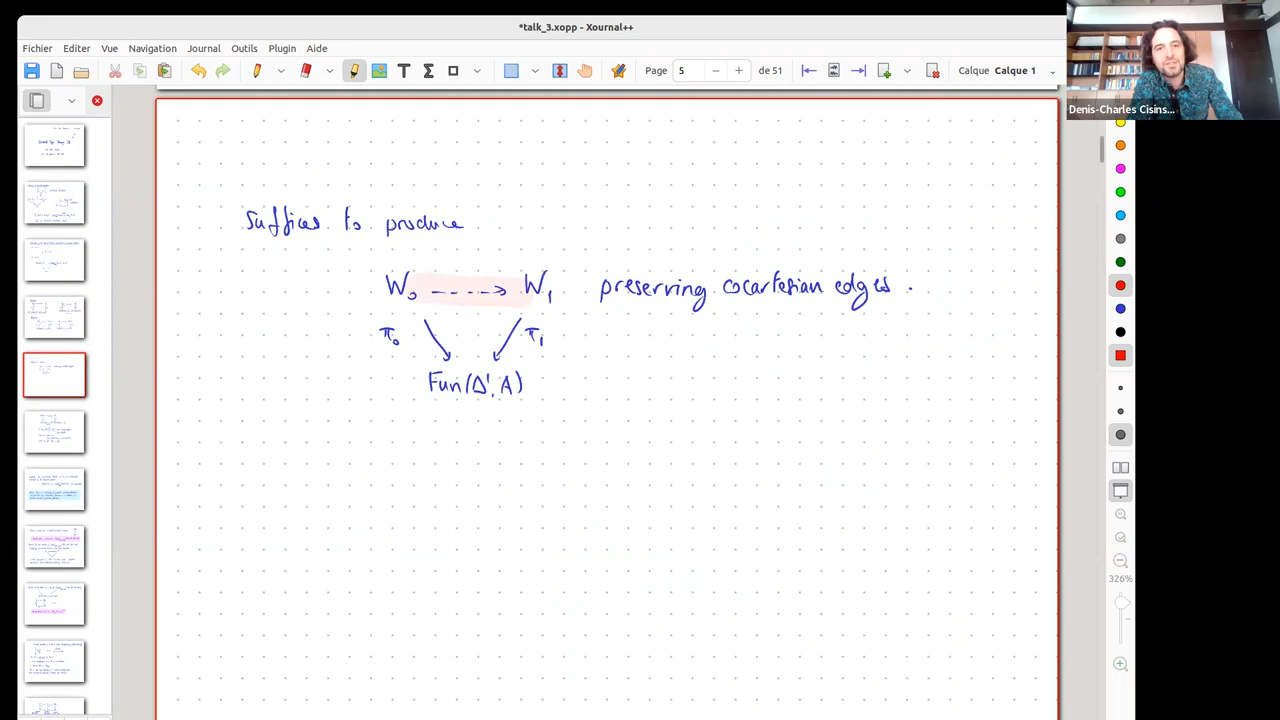 *talk_3.xopp - Xournal++
Fichier Editer Vue Navigation Journal Outils Plugin Aide
Page 5 de 51 Calque Calque 1
Denis-Charles Cisins...
Suffices to produce
W₀ ----> W₁ preserving cocartesian edges .
π₀ π₁
Fun(Δ¹, A)
326%